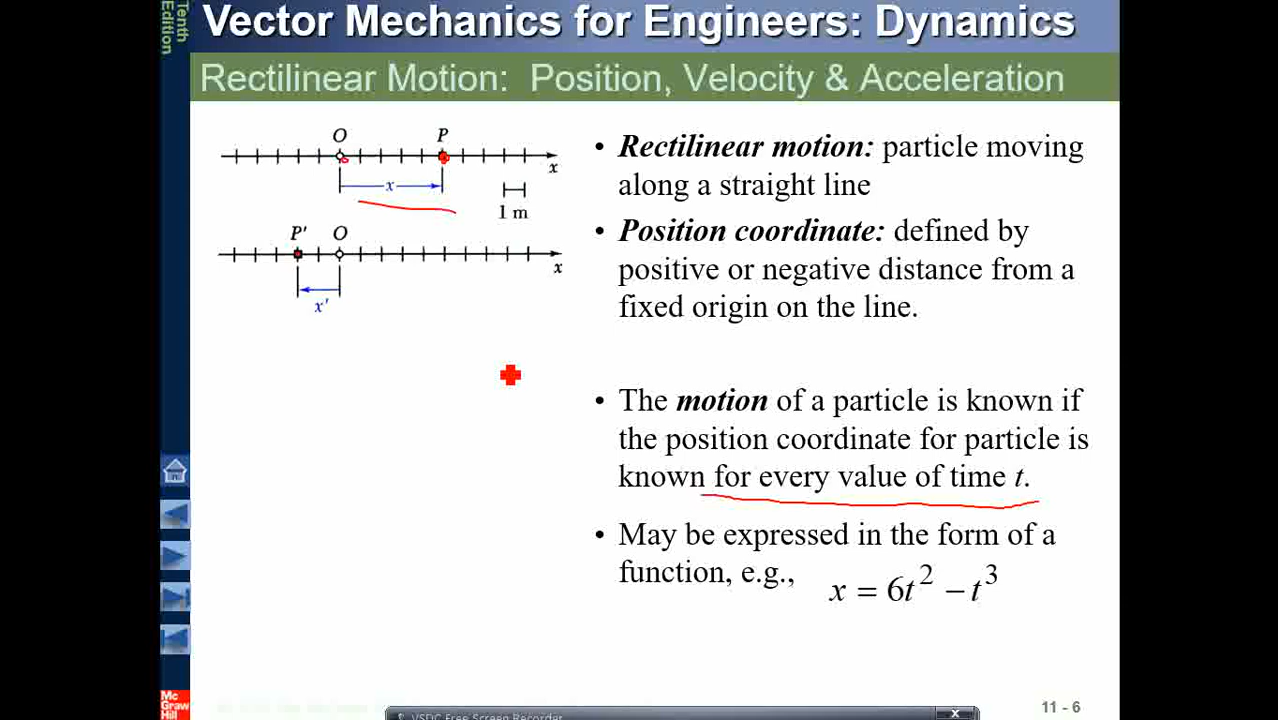 Tenth
Edition
Vector Mechanics for Engineers: Dynamics
Rectilinear Motion: Position, Velocity & Acceleration
O P
x
x
1 m
P' O
x
x'
• Rectilinear motion: particle moving
along a straight line
• Position coordinate: defined by
positive or negative distance from a
fixed origin on the line.
• The motion of a particle is known if
the position coordinate for particle is
known for every value of time t.
• May be expressed in the form of a
function, e.g., x = 6t² − t³
Mc
Graw
Hill
VSDC Free Screen Recorder
11 - 6